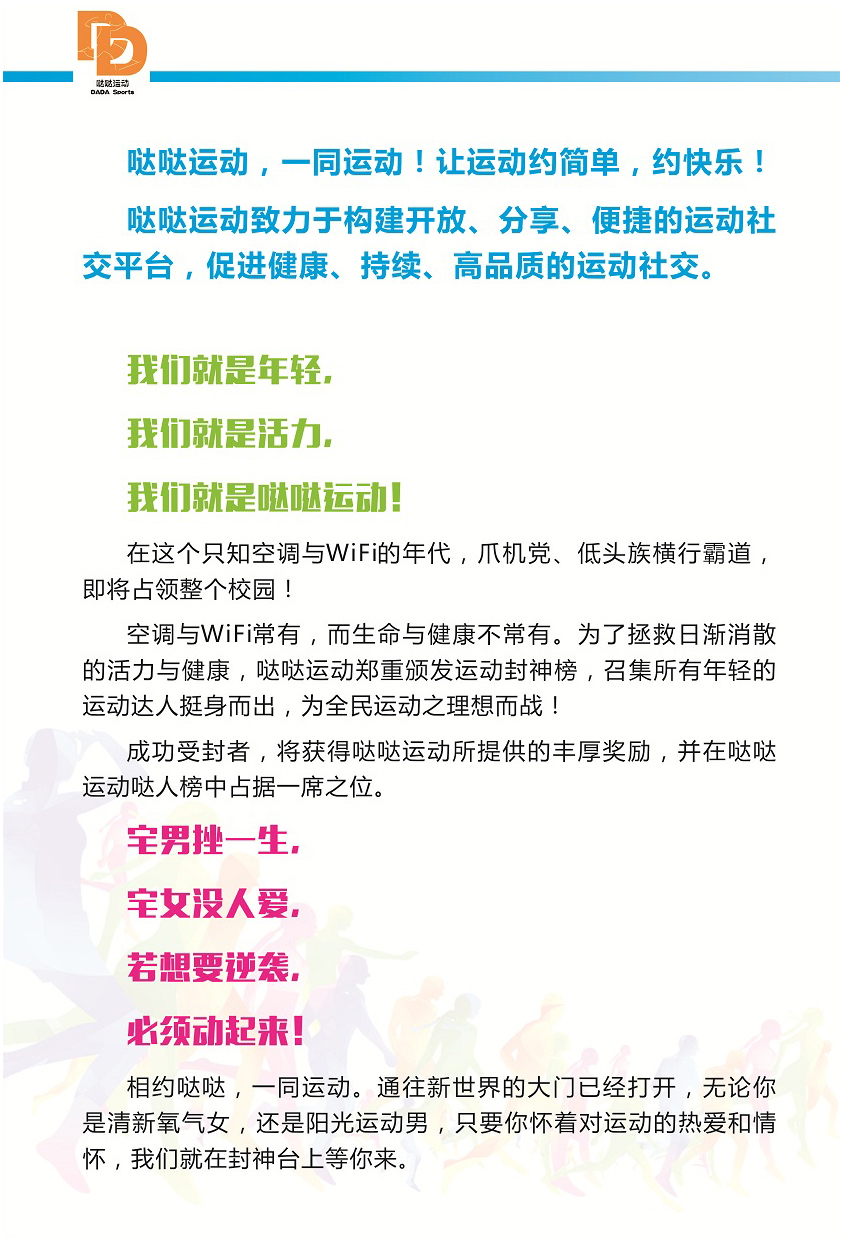 哒哒运动
DADA Sports
哒哒运动，一同运动！让运动约简单，约快乐！
哒哒运动致力于构建开放、分享、便捷的运动社
交平台，促进健康、持续、高品质的运动社交。
我们就是年轻,
我们就是活力,
我们就是哒哒运动!
在这个只知空调与WiFi的年代，爪机党、低头族横行霸道，
即将占领整个校园！
空调与WiFi常有，而生命与健康不常有。为了拯救日渐消散
的活力与健康，哒哒运动郑重颁发运动封神榜，召集所有年轻的
运动达人挺身而出，为全民运动之理想而战！
成功受封者，将获得哒哒运动所提供的丰厚奖励，并在哒哒
运动哒人榜中占据一席之位。
宅男挫一生,
宅女没人爱,
若想要逆袭,
必须动起来!
相约哒哒，一同运动。通往新世界的大门已经打开，无论你
是清新氧气女，还是阳光运动男，只要你怀着对运动的热爱和情
怀，我们就在封神台上等你来。